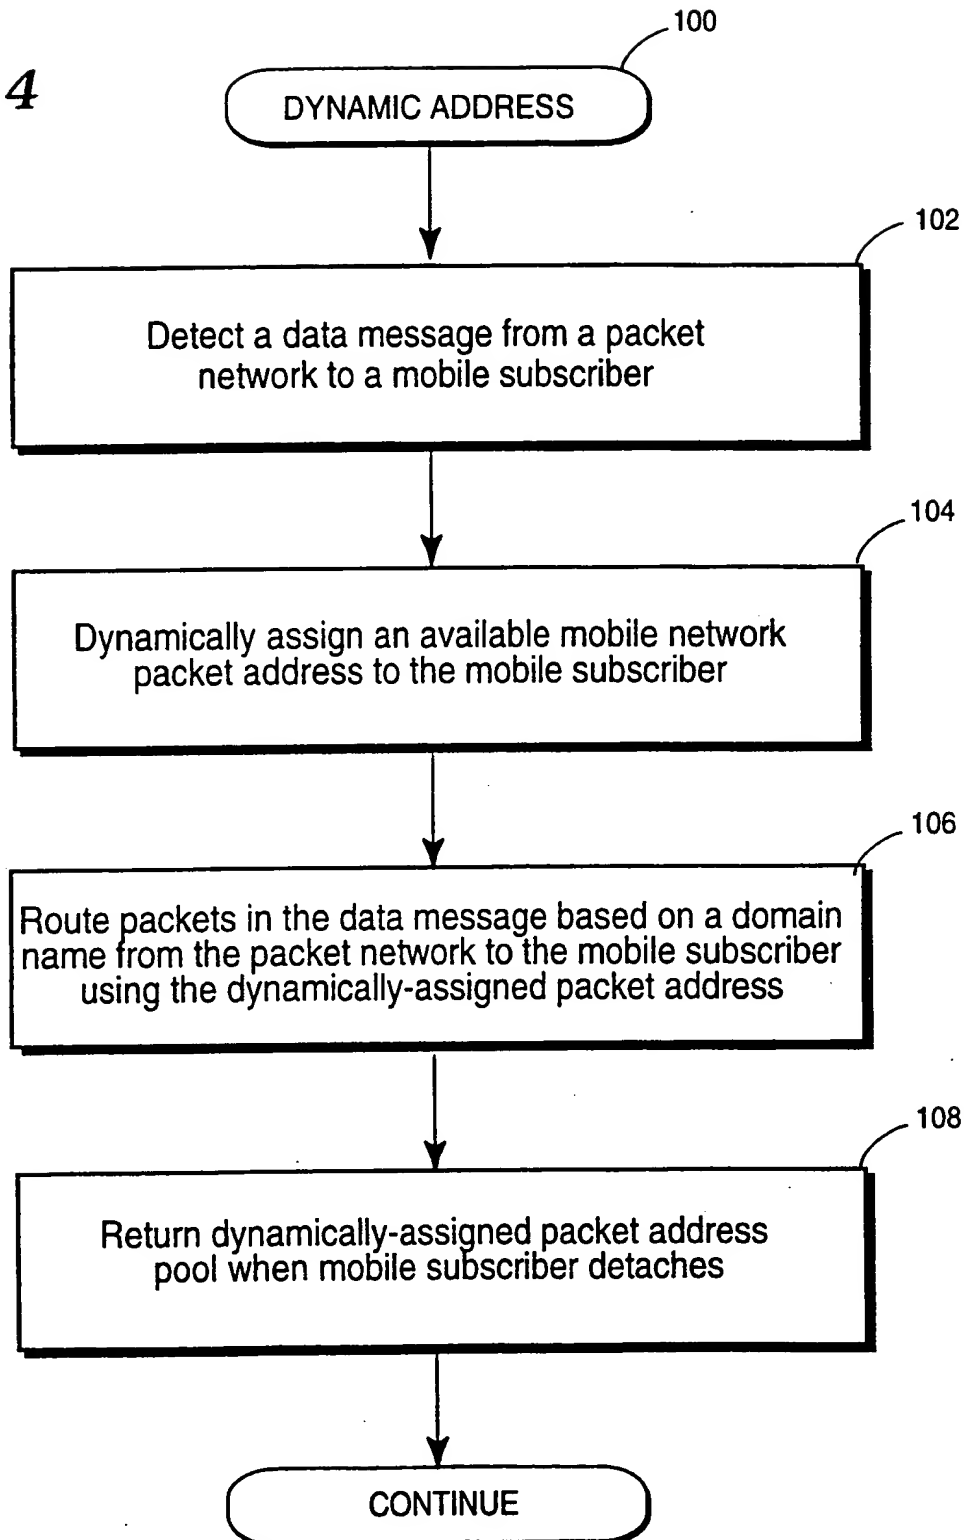 4
100
DYNAMIC ADDRESS
102
Detect a data message from a packet
network to a mobile subscriber
104
Dynamically assign an available mobile network
packet address to the mobile subscriber
106
Route packets in the data message based on a domain
name from the packet network to the mobile subscriber
using the dynamically-assigned packet address
108
Return dynamically-assigned packet address
pool when mobile subscriber detaches
CONTINUE